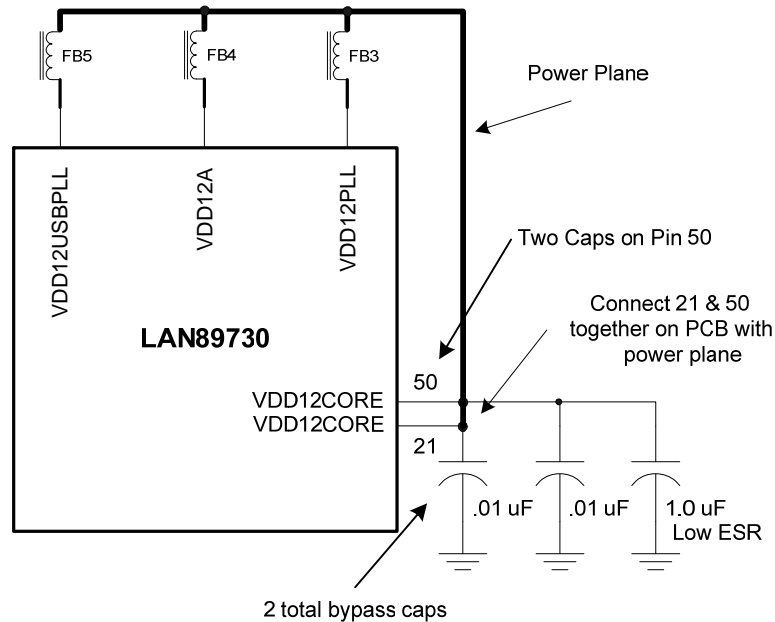 FB5
FB4
FB3
Power Plane
VDD12USBPLL
VDD12A
VDD12PLL
Two Caps on Pin 50
LAN89730
Connect 21 & 50
together on PCB with
power plane
50
VDD12CORE
VDD12CORE
21
.01 uF
.01 uF
1.0 uF
Low ESR
2 total bypass caps